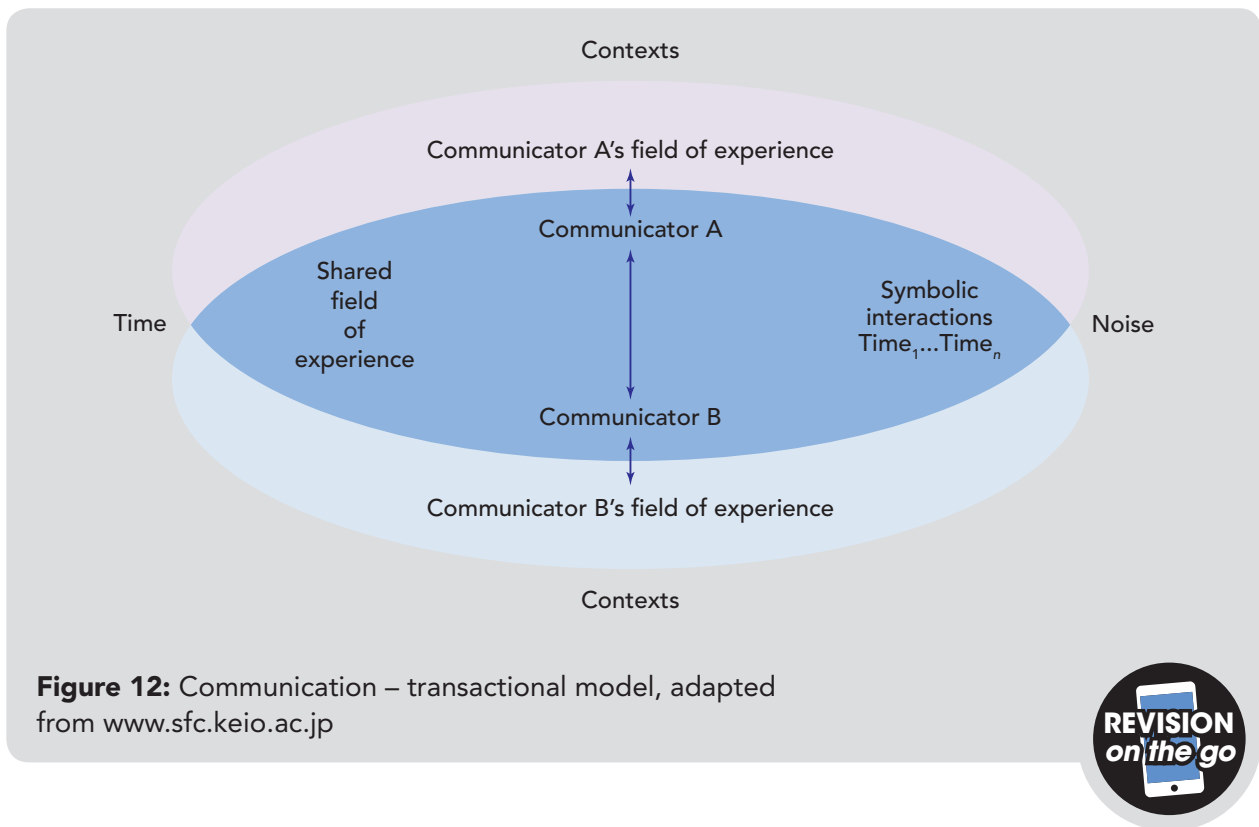 Contexts
Communicator A's field of experience
Communicator A
Shared
field
of
experience
Symbolic
interactions
Time₁...Timeₙ
Time
Noise
Communicator B
Communicator B's field of experience
Contexts
Figure 12: Communication – transactional model, adapted
from www.sfc.keio.ac.jp
REVISION
on the go